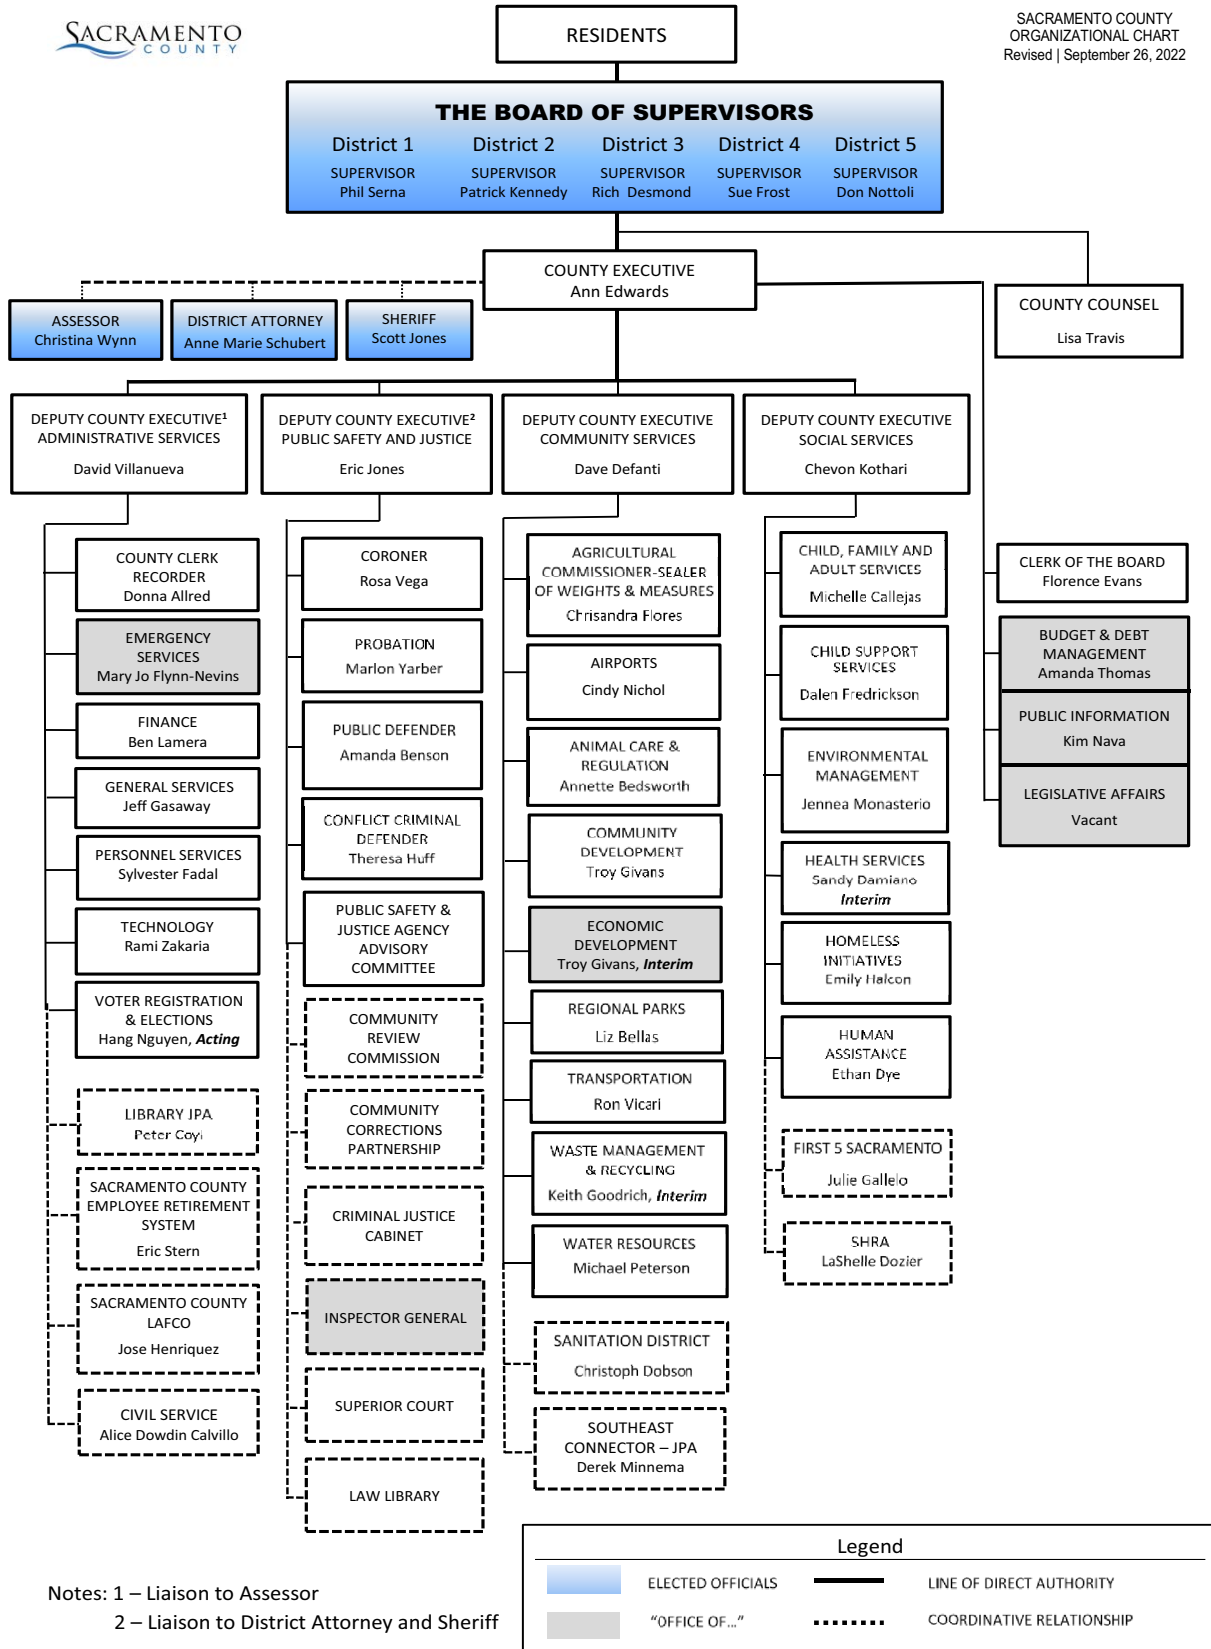 SACRAMENTO
COUNTY
SACRAMENTO COUNTY
ORGANIZATIONAL CHART
Revised | September 26, 2022
RESIDENTS
THE BOARD OF SUPERVISORS
District 1
SUPERVISOR
Phil Serna
District 2
SUPERVISOR
Patrick Kennedy
District 3
SUPERVISOR
Rich Desmond
District 4
SUPERVISOR
Sue Frost
District 5
SUPERVISOR
Don Nottoli
COUNTY EXECUTIVE
Ann Edwards
COUNTY COUNSEL
Lisa Travis
ASSESSOR
Christina Wynn
DISTRICT ATTORNEY
Anne Marie Schubert
SHERIFF
Scott Jones
DEPUTY COUNTY EXECUTIVE¹
ADMINISTRATIVE SERVICES
David Villanueva
DEPUTY COUNTY EXECUTIVE²
PUBLIC SAFETY AND JUSTICE
Eric Jones
DEPUTY COUNTY EXECUTIVE
COMMUNITY SERVICES
Dave Defanti
DEPUTY COUNTY EXECUTIVE
SOCIAL SERVICES
Chevon Kothari
COUNTY CLERK
RECORDER
Donna Allred
EMERGENCY
SERVICES
Mary Jo Flynn-Nevins
FINANCE
Ben Lamera
GENERAL SERVICES
Jeff Gasaway
PERSONNEL SERVICES
Sylvester Fadal
TECHNOLOGY
Rami Zakaria
VOTER REGISTRATION
& ELECTIONS
Hang Nguyen, Acting
LIBRARY JPA
Peter Coyl
SACRAMENTO COUNTY
EMPLOYEE RETIREMENT
SYSTEM
Eric Stern
SACRAMENTO COUNTY
LAFCO
Jose Henriquez
CIVIL SERVICE
Alice Dowdin Calvillo
CORONER
Rosa Vega
PROBATION
Marlon Yarber
PUBLIC DEFENDER
Amanda Benson
CONFLICT CRIMINAL
DEFENDER
Theresa Huff
PUBLIC SAFETY &
JUSTICE AGENCY
ADVISORY
COMMITTEE
COMMUNITY
REVIEW
COMMISSION
COMMUNITY
CORRECTIONS
PARTNERSHIP
CRIMINAL JUSTICE
CABINET
INSPECTOR GENERAL
SUPERIOR COURT
LAW LIBRARY
AGRICULTURAL
COMMISSIONER-SEALER
OF WEIGHTS & MEASURES
Chrisandra Flores
AIRPORTS
Cindy Nichol
ANIMAL CARE &
REGULATION
Annette Bedsworth
COMMUNITY
DEVELOPMENT
Troy Givans
ECONOMIC
DEVELOPMENT
Troy Givans, Interim
REGIONAL PARKS
Liz Bellas
TRANSPORTATION
Ron Vicari
WASTE MANAGEMENT
& RECYCLING
Keith Goodrich, Interim
WATER RESOURCES
Michael Peterson
SANITATION DISTRICT
Christoph Dobson
SOUTHEAST
CONNECTOR – JPA
Derek Minnema
CHILD, FAMILY AND
ADULT SERVICES
Michelle Callejas
CHILD SUPPORT
SERVICES
Dalen Fredrickson
ENVIRONMENTAL
MANAGEMENT
Jennea Monasterio
HEALTH SERVICES
Sandy Damiano
Interim
HOMELESS
INITIATIVES
Emily Halcon
HUMAN
ASSISTANCE
Ethan Dye
FIRST 5 SACRAMENTO
Julie Gallelo
SHRA
LaShelle Dozier
CLERK OF THE BOARD
Florence Evans
BUDGET & DEBT
MANAGEMENT
Amanda Thomas
PUBLIC INFORMATION
Kim Nava
LEGISLATIVE AFFAIRS
Vacant
Notes: 1 – Liaison to Assessor
2 – Liaison to District Attorney and Sheriff
Legend
ELECTED OFFICIALS
LINE OF DIRECT AUTHORITY
"OFFICE OF..."
COORDINATIVE RELATIONSHIP